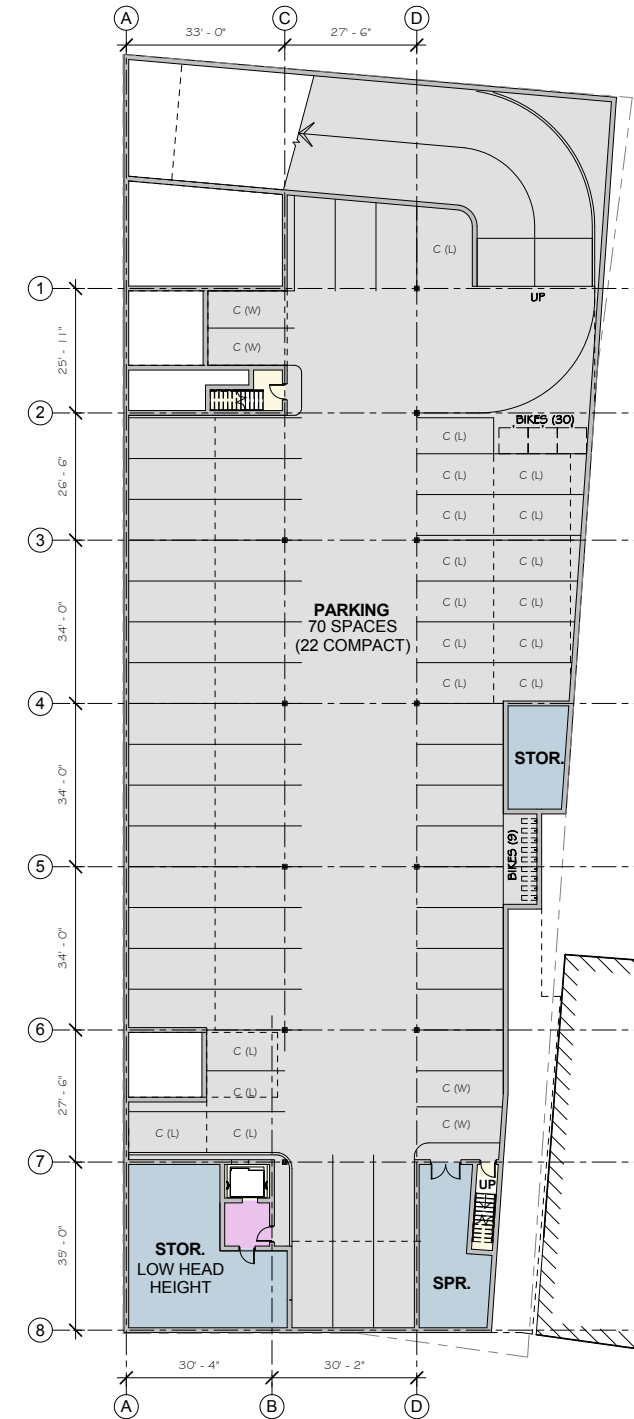 A
C
D
33' - 0"
27' - 6"
C (L)
1
UP
C (W)
25' - 11"
C (W)
2
BIKES (30)
C (L)
26' - 6"
C (L)
C (L)
C (L)
C (L)
3
C (L)
C (L)
C (L)
C (L)
34' - 0"
PARKING
70 SPACES
(22 COMPACT)
C (L)
C (L)
C (L)
C (L)
4
STOR.
34' - 0"
BIKES (9)
5
34' - 0"
6
C (L)
27' - 6"
C (L)
C (W)
C (W)
C (L)
C (L)
7
UP
35' - 0"
STOR.
LOW HEAD
HEIGHT
SPR.
8
30' - 4"
30' - 2"
A
B
D